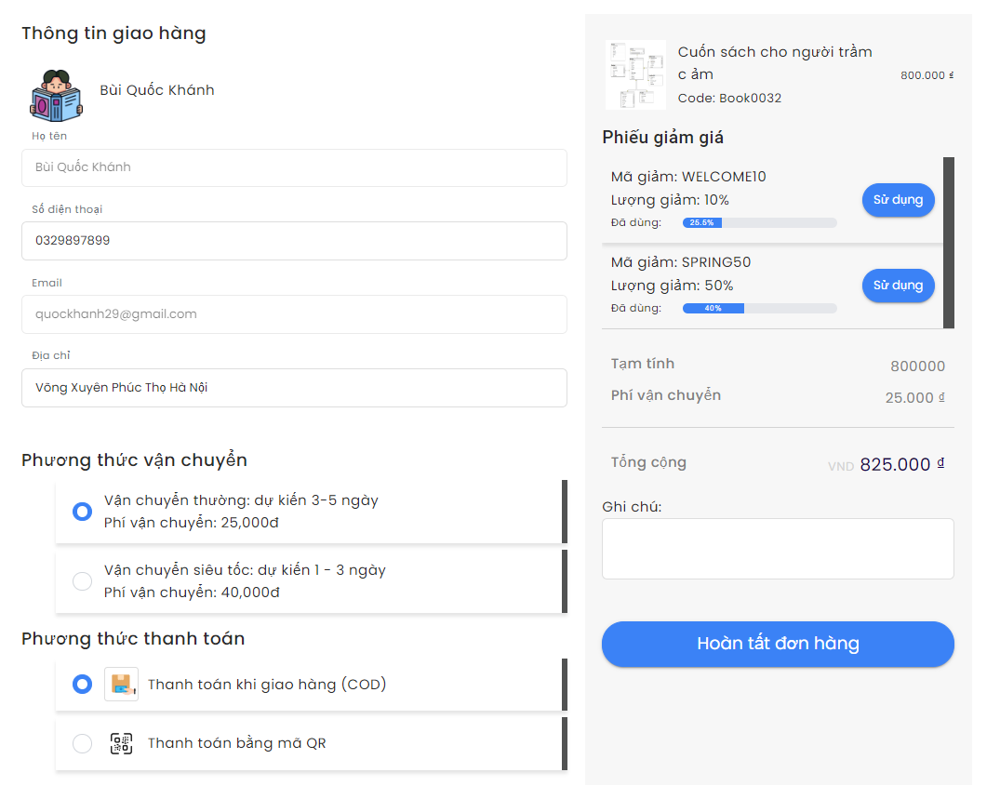 Thông tin giao hàng
Bùi Quốc Khánh
Họ tên
Bùi Quốc Khánh
Số điện thoại
0329897899
Email
quockhanh29@gmail.com
Địa chỉ
Võng Xuyên Phúc Thọ Hà Nội
Phương thức vận chuyển
Vận chuyển thường: dự kiến 3-5 ngày
Phí vận chuyển: 25,000đ
Vận chuyển siêu tốc: dự kiến 1 - 3 ngày
Phí vận chuyển: 40,000đ
Phương thức thanh toán
Thanh toán khi giao hàng (COD)
Thanh toán bằng mã QR
Cuốn sách cho người trầm
c ảm
800.000 ₫
Code: Book0032
Phiếu giảm giá
Mã giảm: WELCOME10
Lượng giảm: 10%
Sử dụng
Đã dùng: 25.5%
Mã giảm: SPRING50
Lượng giảm: 50%
Sử dụng
Đã dùng: 40%
Tạm tính 800000
Phí vận chuyển 25.000 ₫
Tổng cộng VND 825.000 ₫
Ghi chú:
Hoàn tất đơn hàng